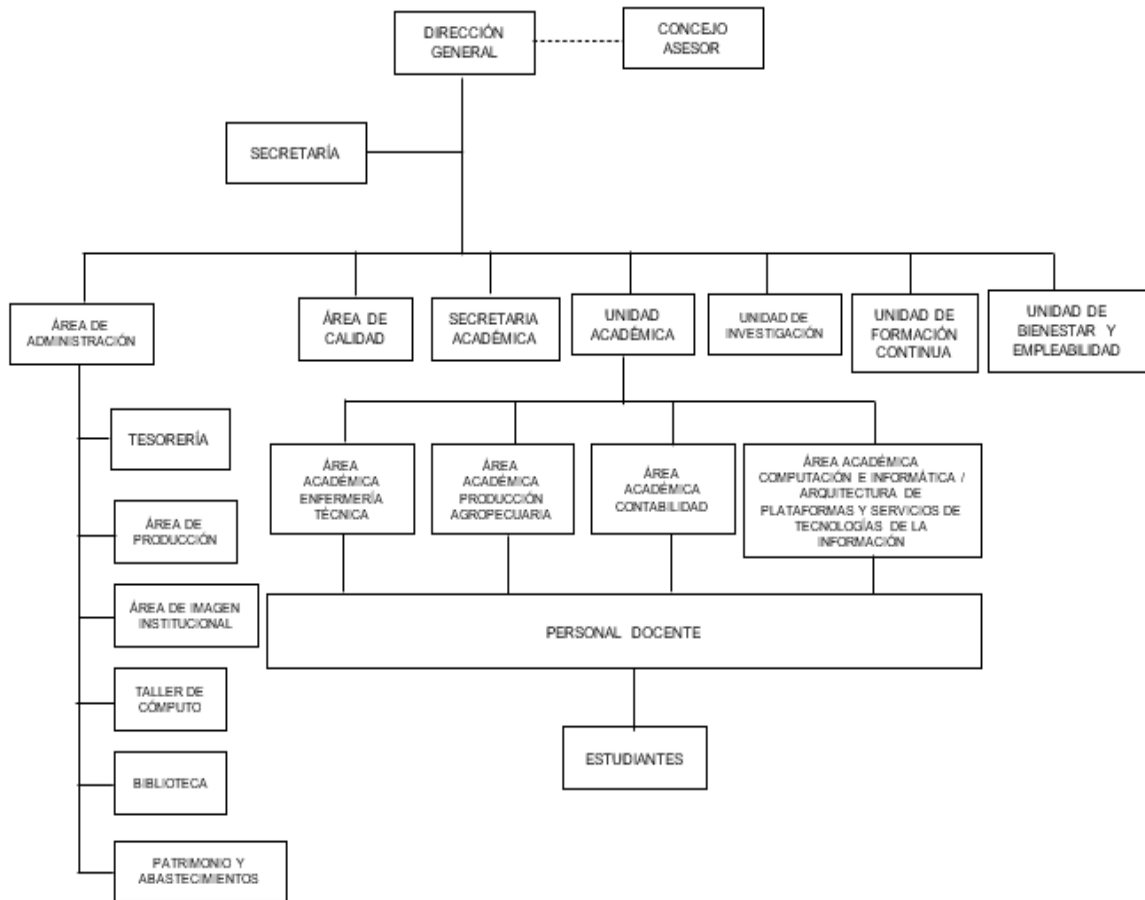 DIRECCIÓN
GENERAL
CONCEJO
ASESOR
SECRETARÍA
ÁREA DE
ADMINISTRACIÓN
ÁREA DE
CALIDAD
SECRETARIA
ACADÉMICA
UNIDAD
ACADÉMICA
UNIDAD DE
INVESTIGACIÓN
UNIDAD DE
FORMACIÓN
CONTINUA
UNIDAD DE
BIENESTAR Y
EMPLEABILIDAD
TESORERÍA
ÁREA DE
PRODUCCIÓN
ÁREA DE IMAGEN
INSTITUCIONAL
TALLER DE
CÓMPUTO
BIBLIOTECA
PATRIMONIO Y
ABASTECIMIENTOS
ÁREA
ACADÉMICA
ENFERMERÍA
TÉCNICA
ÁREA
ACADÉMICA
PRODUCCIÓN
AGROPECUARIA
ÁREA
ACADÉMICA
CONTABILIDAD
ÁREA ACADÉMICA
COMPUTACIÓN E INFORMÁTICA /
ARQUITECTURA DE
PLATAFORMAS Y SERVICIOS DE
TECNOLOGÍAS DE LA
INFORMACIÓN
PERSONAL DOCENTE
ESTUDIANTES